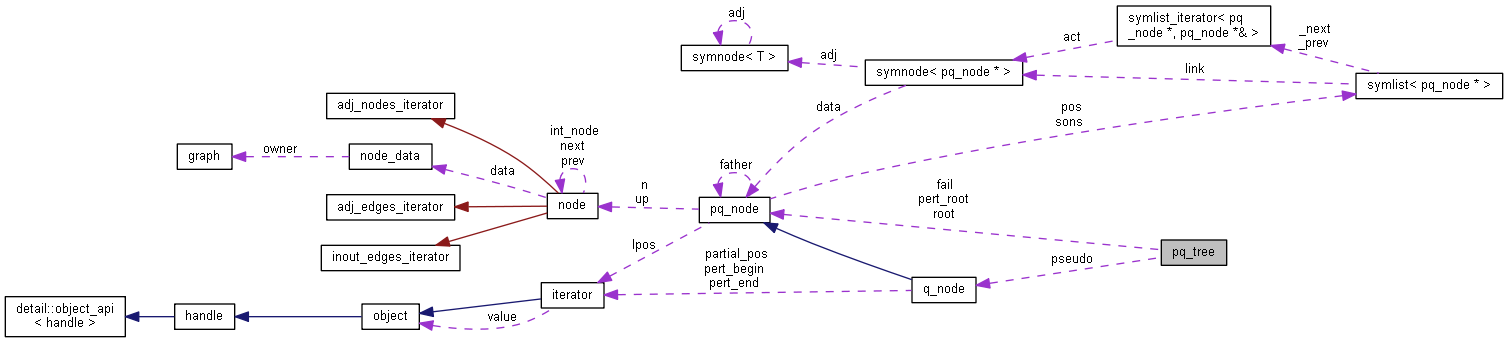 adj
symlist_iterator< pq
_node *, pq_node *& >
_next
_prev
act
symnode< T >
adj
symnode< pq_node * >
link
symlist< pq_node * >
adj_nodes_iterator
data
pos
sons
int_node
next
prev
graph
owner
node_data
data
father
adj_edges_iterator
node
n
up
pq_node
fail
pert_root
root
inout_edges_iterator
lpos
partial_pos
pert_begin
pert_end
pseudo
pq_tree
iterator
q_node
detail::object_api
< handle >
handle
object
value